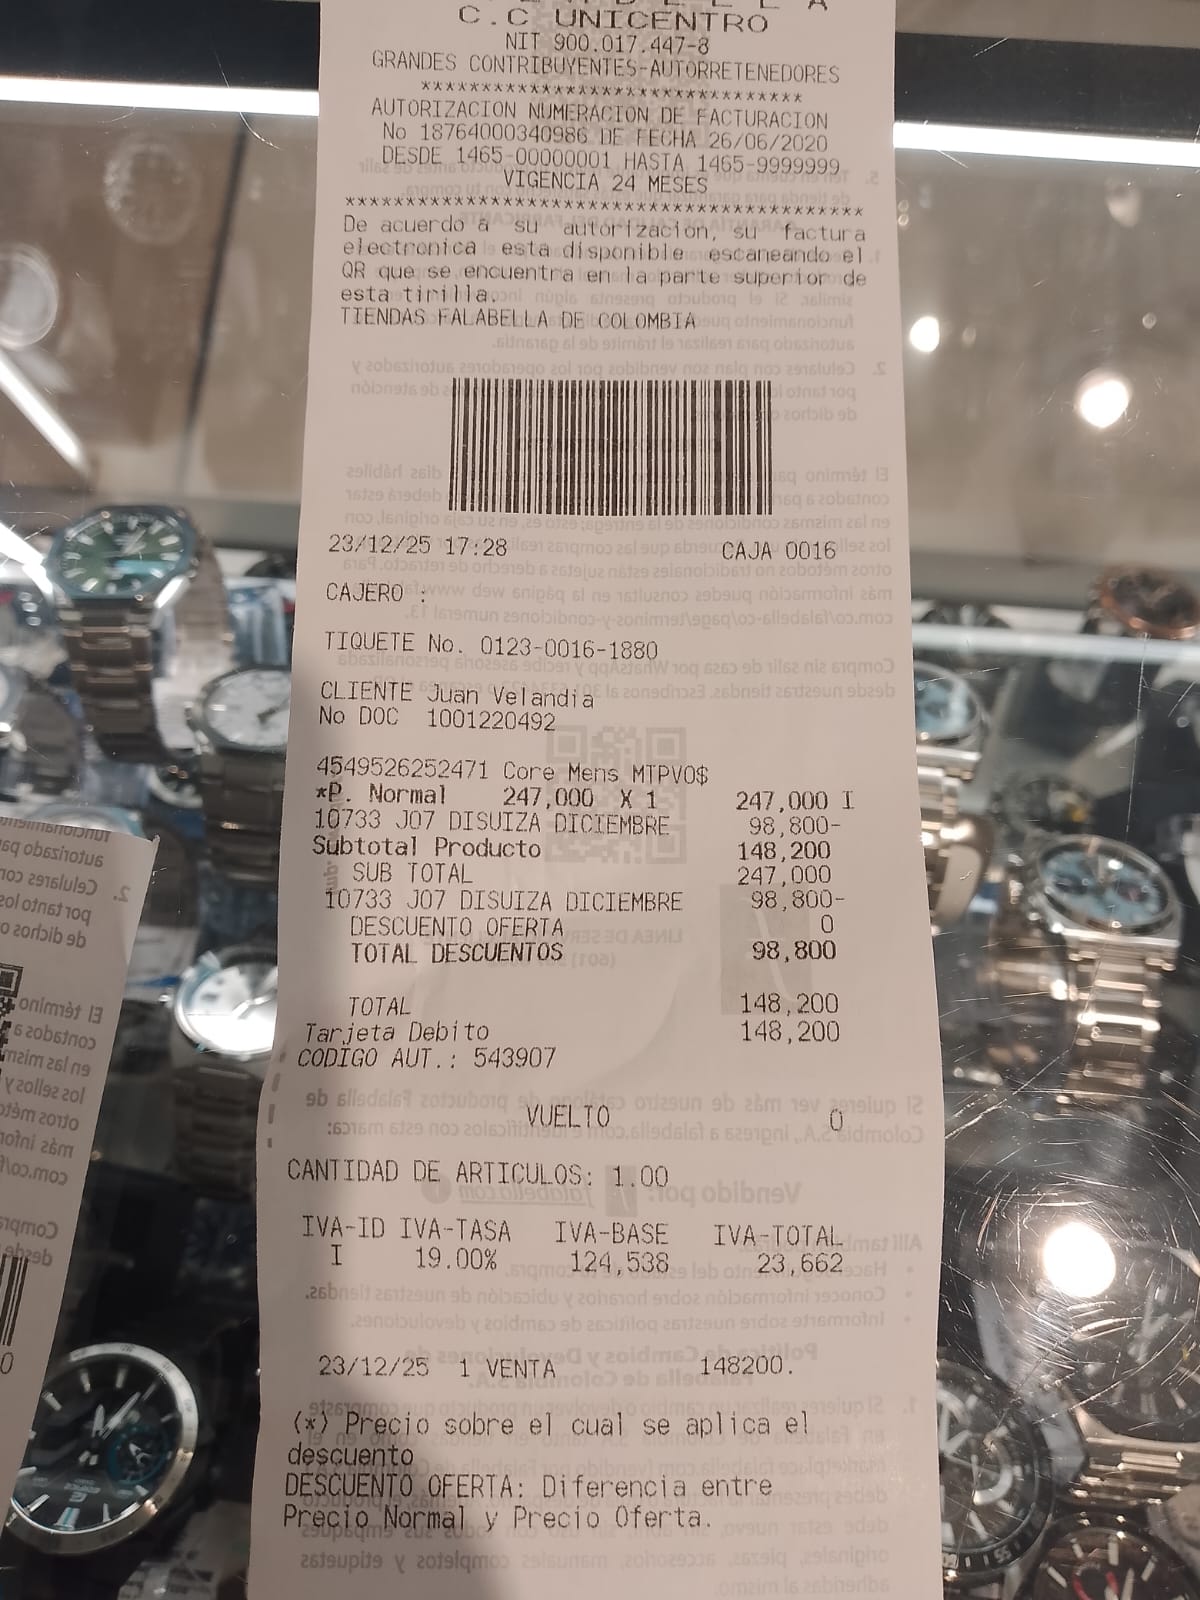 C.C UNICENTRO
NIT 900.017.447-8
GRANDES CONTRIBUYENTES-AUTORRETENEDORES
*******************************
AUTORIZACION NUMERACION DE FACTURACION
No 18764000340986 DE FECHA 26/06/2020
DESDE 1465-00000001 HASTA 1465-9999999
VIGENCIA 24 MESES
******************************************
De acuerdo a su autorizacion, su factura
electronica esta disponible escaneando el
QR que se encuentra en la parte superior de
esta tirilla.
TIENDAS FALABELLA DE COLOMBIA
23/12/25 17:28 CAJA 0016
CAJERO :
TIQUETE No. 0123-0016-1880
CLIENTE Juan Velandia
No DOC 1001220492
4549526252471 Core Mens MTPVO$
*P. Normal 247,000 X 1 247,000 I
10733 J07 DISUIZA DICIEMBRE 98,800-
Subtotal Producto 148,200
SUB TOTAL 247,000
10733 J07 DISUIZA DICIEMBRE 98,800-
DESCUENTO OFERTA 0
TOTAL DESCUENTOS 98,800
TOTAL 148,200
Tarjeta Debito 148,200
CODIGO AUT.: 543907
VUELTO 0
CANTIDAD DE ARTICULOS: 1.00
IVA-ID IVA-TASA IVA-BASE IVA-TOTAL
I 19.00% 124,538 23,662
23/12/25 1 VENTA 148200.
(*) Precio sobre el cual se aplica el
descuento
DESCUENTO OFERTA: Diferencia entre
Precio Normal y Precio Oferta.